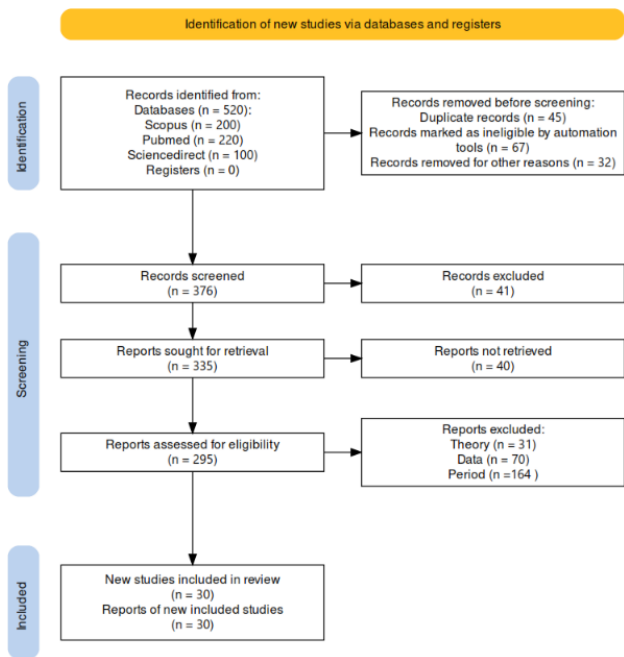 Identification of new studies via databases and registers
Identification
Records identified from:
Databases (n = 520):
Scopus (n = 200)
Pubmed (n = 220)
Sciencedirect (n = 100)
Registers (n = 0)
Records removed before screening:
Duplicate records (n = 45)
Records marked as ineligible by automation
tools (n = 67)
Records removed for other reasons (n = 32)
Screening
Records screened
(n = 376)
Records excluded
(n = 41)
Reports sought for retrieval
(n = 335)
Reports not retrieved
(n = 40)
Reports assessed for eligibility
(n = 295)
Reports excluded:
Theory (n = 31)
Data (n = 70)
Period (n =164 )
Included
New studies included in review
(n = 30)
Reports of new included studies
(n = 30)